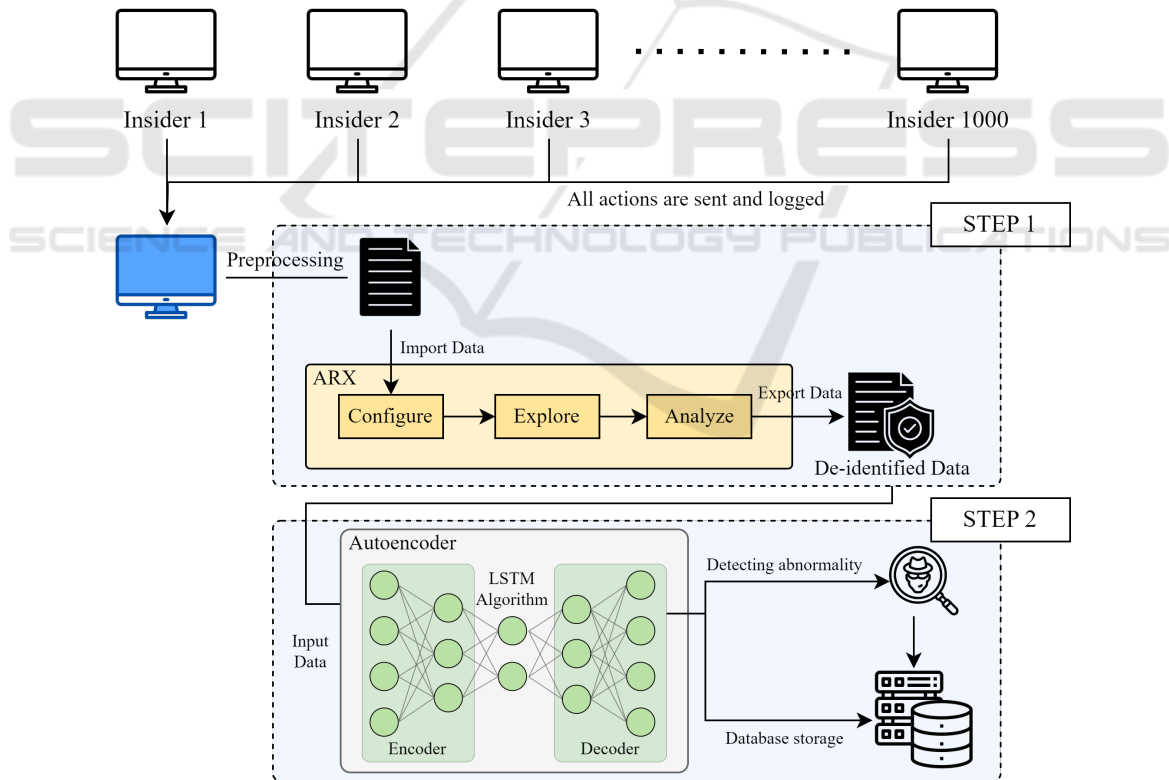 Insider 1
Insider 2
Insider 3
Insider 1000
SCITEPRESS
All actions are sent and logged
SCIENCE AND TECHNOLOGY PUBLICATIONS
STEP 1
Preprocessing
Import Data
ARX
Configure
Explore
Analyze
Export Data
De-identified Data
STEP 2
Autoencoder
LSTM
Algorithm
Detecting abnormality
Input
Data
Encoder
Decoder
Database storage